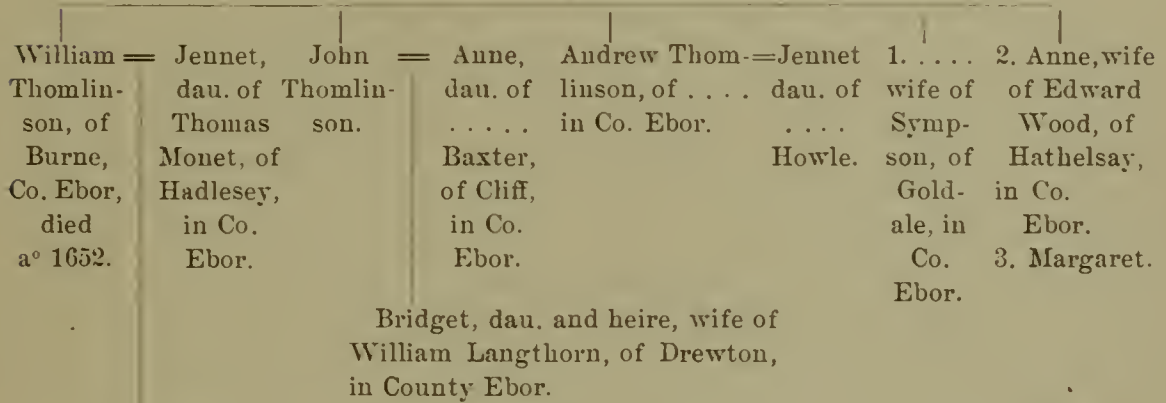 William = Jennet,
Thomlin-
son, of
Burne,
Co. Ebor,
died
aº 1652.
dau. of
Thomas
Monet, of
Hadlesey,
in Co.
Ebor.
John = Anne,
Thomlin-
son.
dau. of
. . . . .
Baxter,
of Cliff,
in Co.
Ebor.
Andrew Thom-=Jennet
linson, of . . . .
in Co. Ebor.
dau. of
. . . .
Howle.
1. . . . .
wife of
Symp-
son, of
Gold-
ale, in
Co.
Ebor.
2. Anne, wife
of Edward
Wood, of
Hathelsay,
in Co.
Ebor.
3. Margaret.
Bridget, dau. and heire, wife of
William Langthorn, of Drewton,
in County Ebor.